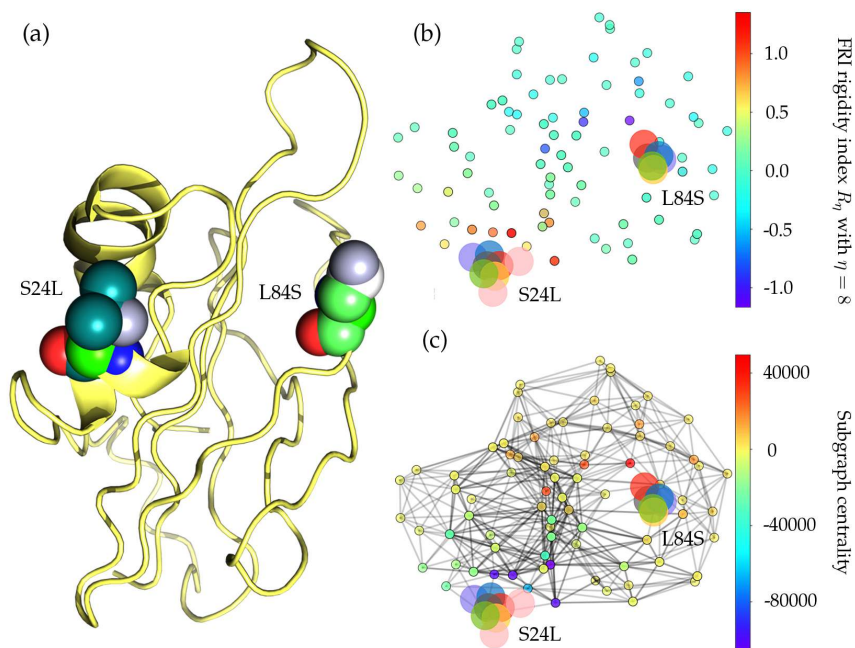 (a)
S24L
L84S
(b)
L84S
S24L
1.0
0.5
0.0
-0.5
-1.0
FRI rigidity index Rη with η = 8
(c)
L84S
S24L
40000
0
-40000
-80000
Subgraph centrality